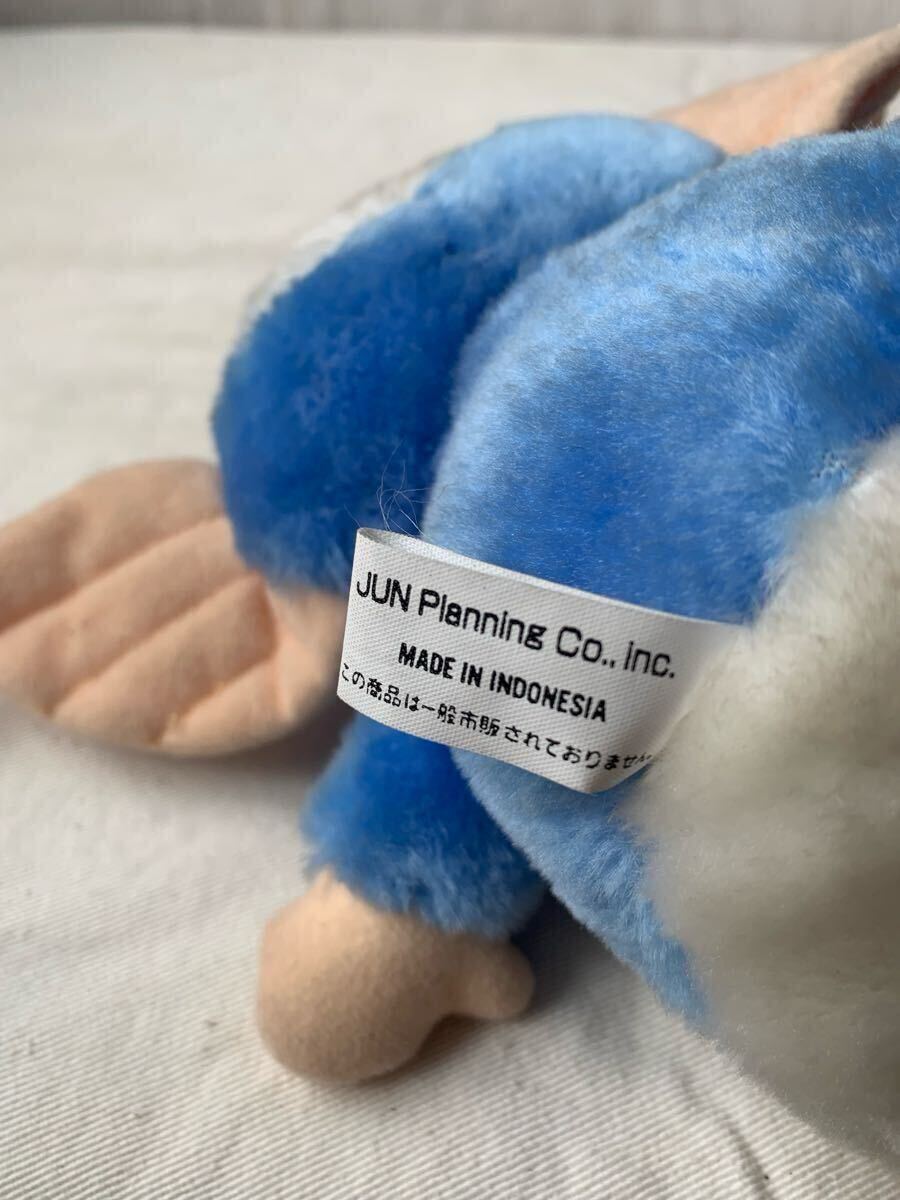 JUN Planning Co., inc.
MADE IN INDONESIA
この商品は一般市販されておりません。